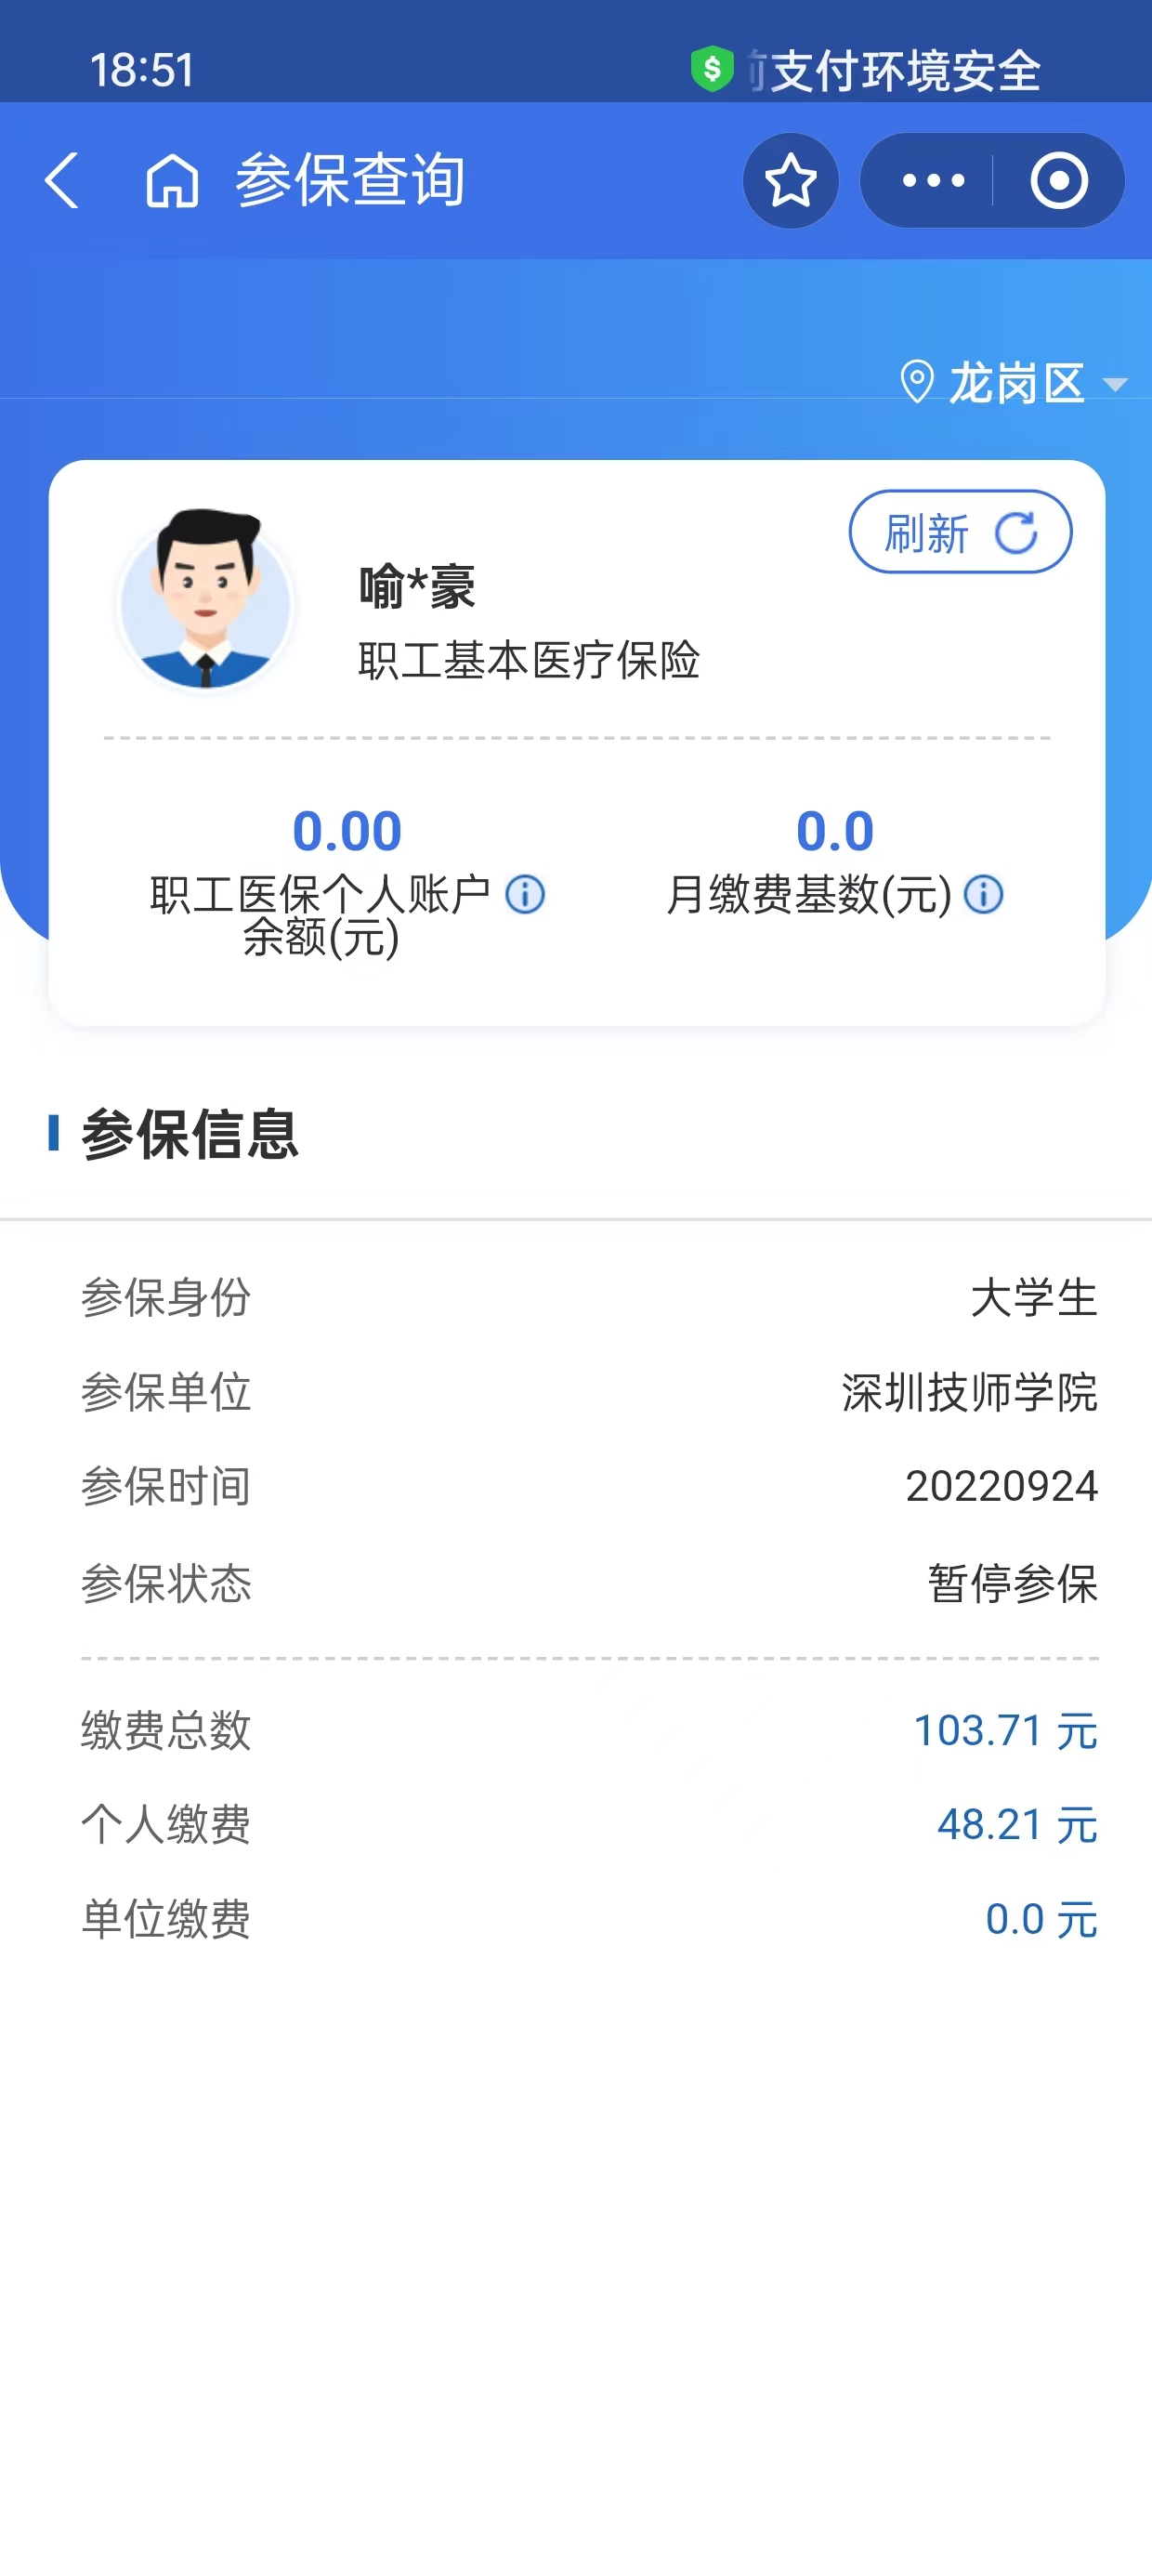 18:51
支付环境安全
参保查询
龙岗区
刷新
喻*豪
职工基本医疗保险
0.00
职工医保个人账户
余额(元)
0.0
月缴费基数(元)
参保信息
参保身份 大学生
参保单位 深圳技师学院
参保时间 20220924
参保状态 暂停参保
缴费总数 103.71 元
个人缴费 48.21 元
单位缴费 0.0 元